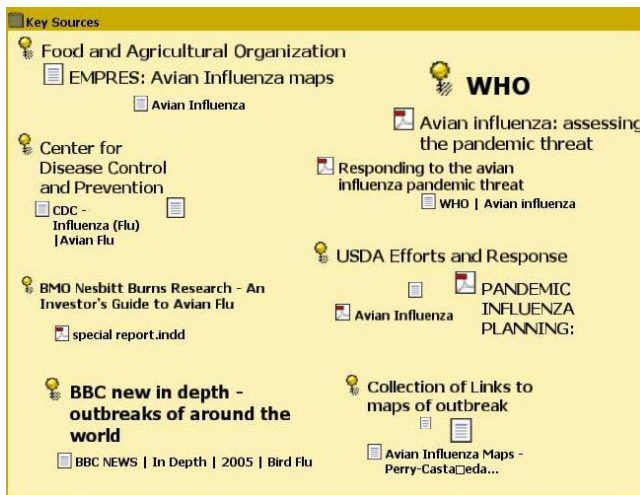 Key Sources
Food and Agricultural Organization
EMPRES: Avian Influenza maps
Avian Influenza
WHO
Avian influenza: assessing
the pandemic threat
Responding to the avian
influenza pandemic threat
WHO | Avian influenza
Center for
Disease Control
and Prevention
CDC -
Influenza (Flu)
|Avian Flu
USDA Efforts and Response
Avian Influenza
PANDEMIC
INFLUENZA
PLANNING:
BMO Nesbitt Burns Research - An
Investor's Guide to Avian Flu
special report.indd
BBC new in depth -
outbreaks of around the
world
BBC NEWS | In Depth | 2005 | Bird Flu
Collection of Links to
maps of outbreak
Avian Influenza Maps -
Perry-Casta□eda...